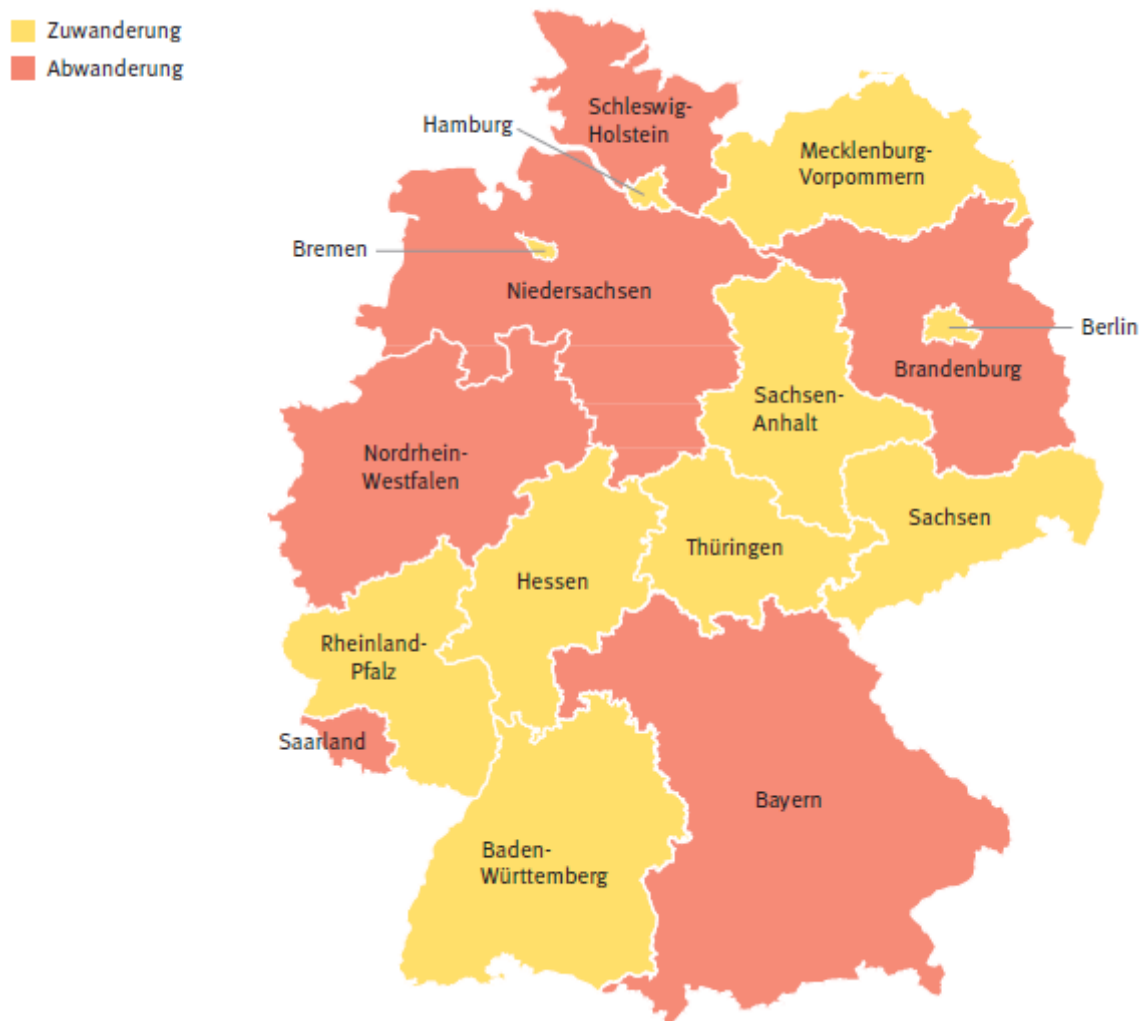 Zuwanderung
Abwanderung
Schleswig-
Holstein
Hamburg
Mecklenburg-
Vorpommern
Bremen
Niedersachsen
Berlin
Brandenburg
Sachsen-
Anhalt
Nordrhein-
Westfalen
Sachsen
Thüringen
Hessen
Rheinland-
Pfalz
Saarland
Bayern
Baden-
Württemberg